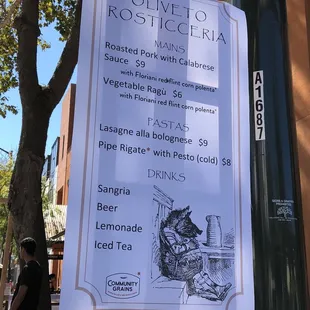 OLIVETO
ROSTICCERIA
MAINS
Roasted Pork with Calabrese
Sauce $9
with Floriani red flint corn polenta*
Vegetable Ragù $6
with Floriani red flint corn polenta*
PASTAS
Lasagne alla bolognese $9
Pipe Rigate* with Pesto (cold) $8
DRINKS
Sangria
Beer
Lemonade
Iced Tea
COMMUNITY
GRAINS
A1687